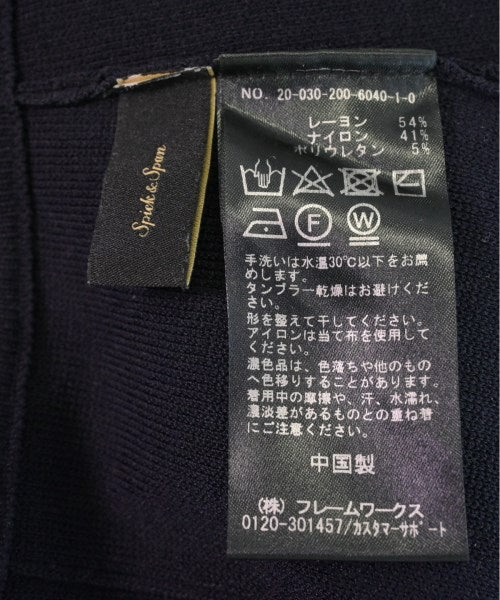 Spick & Span
NO. 20-030-200-6040-1-0
レーヨン 54%
ナイロン 41%
ポリウレタン 5%
F
W
手洗いは水温30℃以下をお薦
めします。
タンブラー乾燥はお避けくだ
さい。
形を整えて干してください。
アイロンは当て布を使用して
ください。
濃色品は、色落ちや他のもの
へ色移りすることがあります。
着用中の摩擦や、汗、水濡れ、
濃淡差があるものとの重ね着
にご注意ください。
中国製
(株) フレームワークス
0120-301457/カスタマーサポート